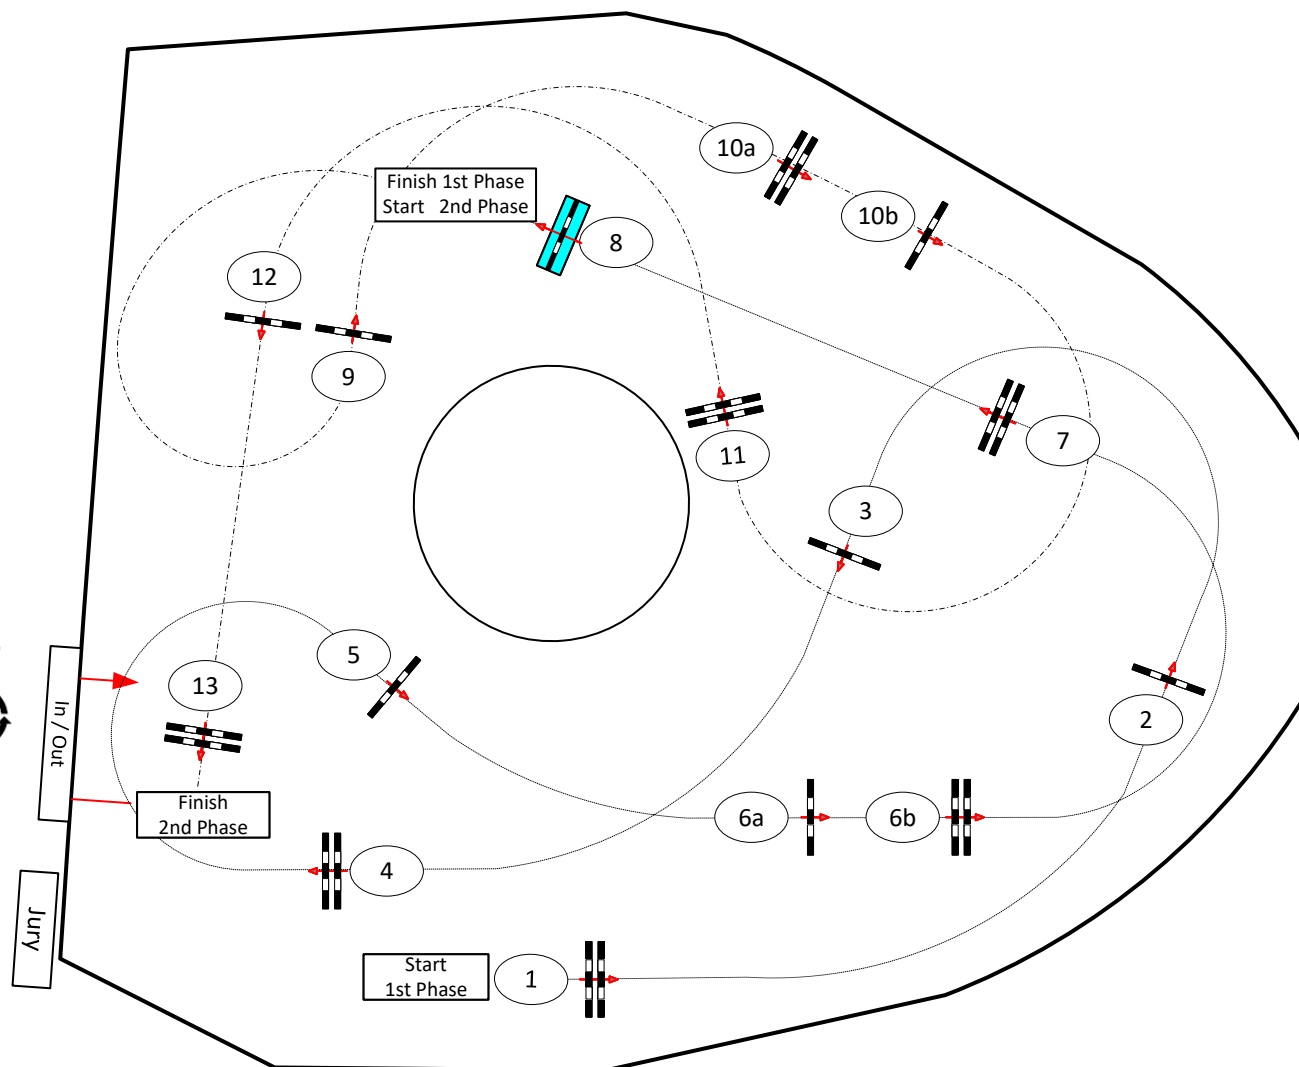 10a
Finish 1st Phase
Start 2nd Phase
8
10b
12
9
7
11
3
5
13
2
In / Out
Finish
2nd Phase
6a
6b
4
Jury
Start
1st Phase
1